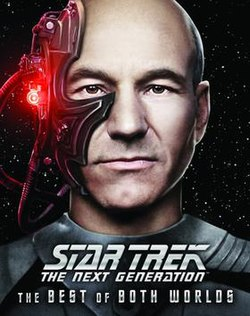 STAR TREK
THE NEXT GENERATION
THE BEST OF BOTH WORLDS